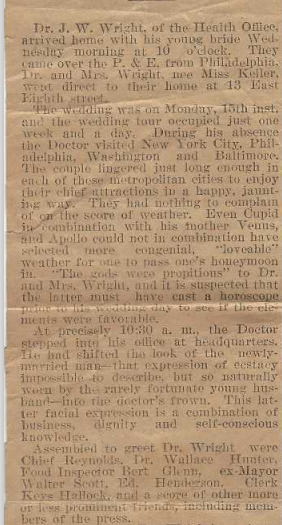 Dr. J. W. Wright, of the Health Office,
arrived home with his young bride Wed-
nesday morning at 10 o'clock. They
came over the P. & E. from Philadelphia.
Dr. and Mrs. Wright, nee Miss Keller,
went direct to their home at 43 East
Eighth street.
The wedding was on Monday, 15th inst.
and the wedding tour occupied just one
week and a day. During his absence
the Doctor visited New York City, Phil-
adelphia, Washington and Baltimore.
The couple lingered just long enough in
each of those metropolitan cities to enjoy
their chief attractions in a happy, jaunt-
ing way. They had nothing to complain
of on the score of weather. Even Cupid
in combination with his mother Venus,
and Apollo could not in combination have
selected more congenial, "loveable"
weather for one to pass one's honeymoon
in. "The gods were propitious" to Dr.
and Mrs. Wright, and it is suspected that
the latter must have cast a horoscope
prior to his wedding day to see if the ele-
ments were favorable.
At precisely 10:30 a. m., the Doctor
stepped into his office at headquarters.
He had shifted the look of the newly-
married man—that expression of ecstacy
impossible to describe, but so naturally
worn by the rarely fortunate young hus-
band—into the doctor's frown. This lat-
ter facial expression is a combination of
business, dignity and self-conscious
knowledge.
Assembled to greet Dr. Wright were
Chief Reynolds, Dr. Wallace Hunter,
Food Inspector Bert Glenn, ex-Mayor
Walter Scott, Ed. Henderson, Clerk
Keys Hallock, and a score of other more
or less prominent friends, including mem-
bers of the press.